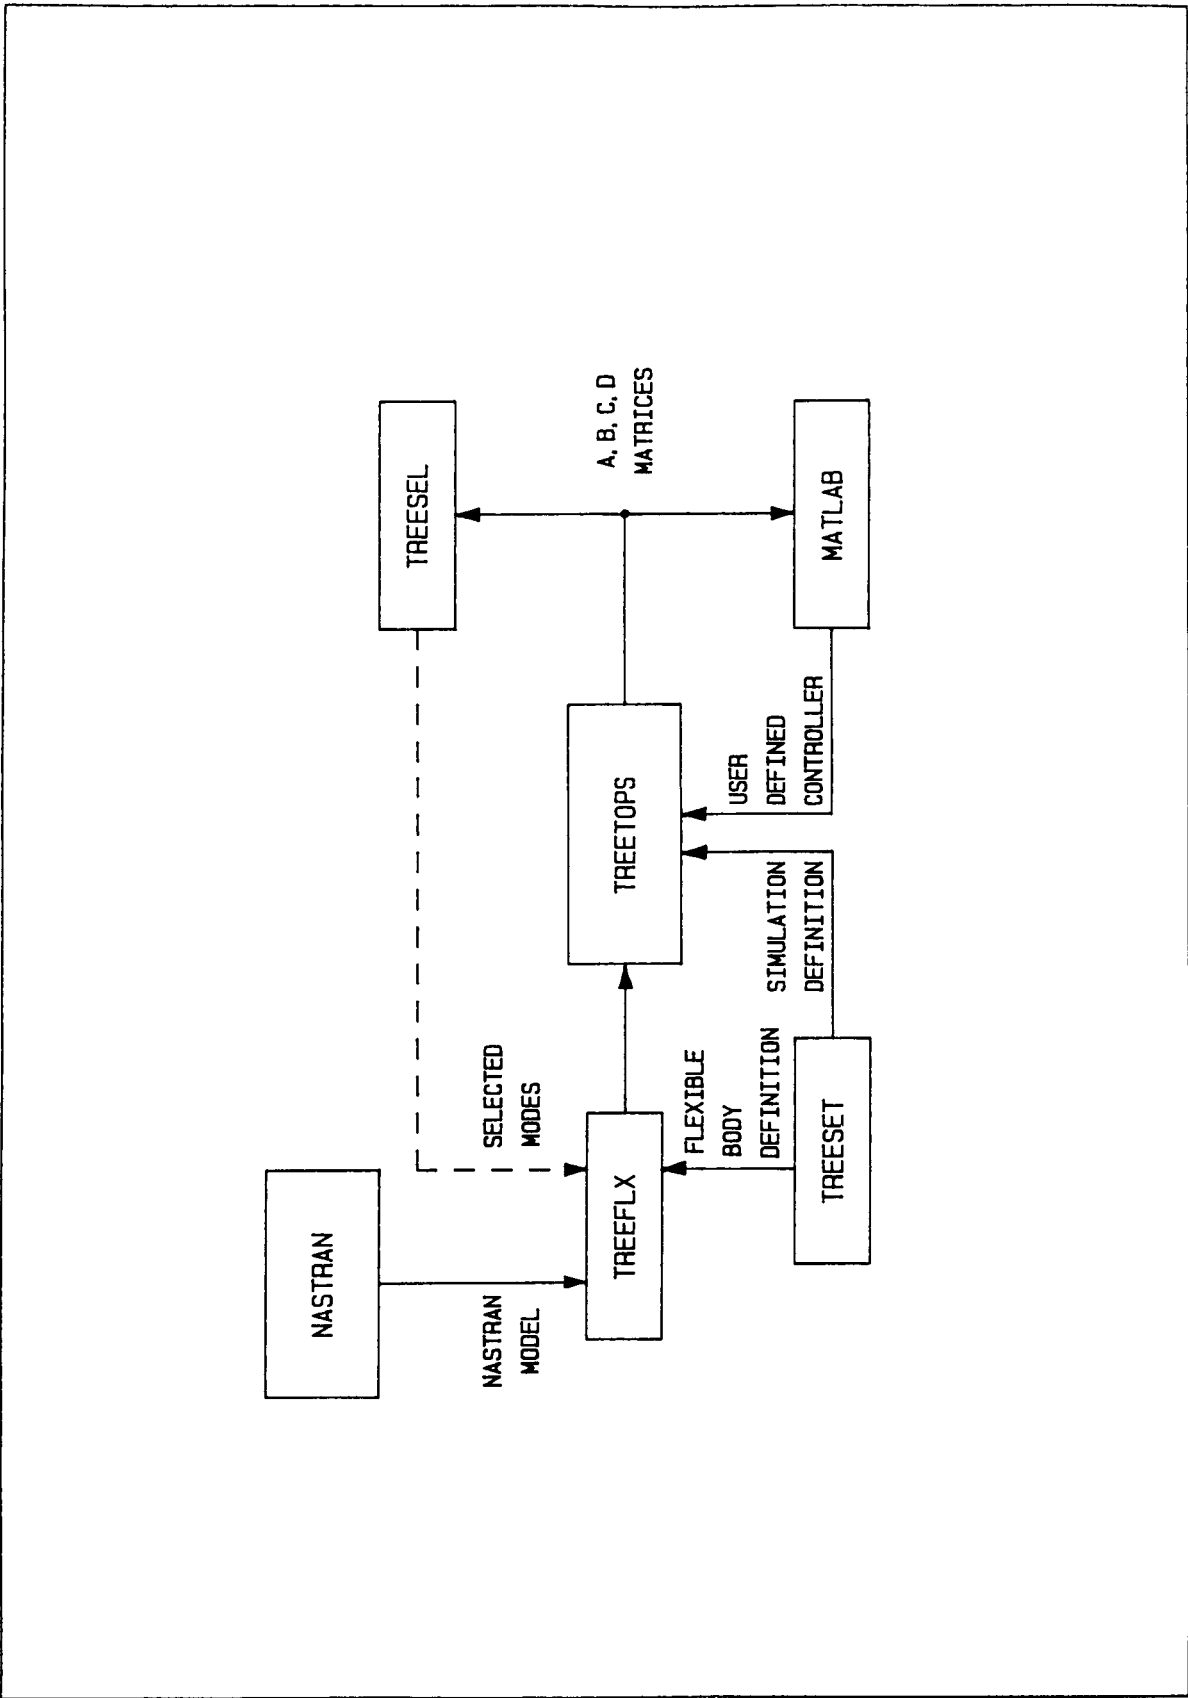 NASTRAN
TREESEL
NASTRAN
MODEL
SELECTED
MODES
A, B, C, D
MATRICES
TREEFLX
TREETOPS
FLEXIBLE
BODY
DEFINITION
SIMULATION
DEFINITION
USER
DEFINED
CONTROLLER
TREESET
MATLAB